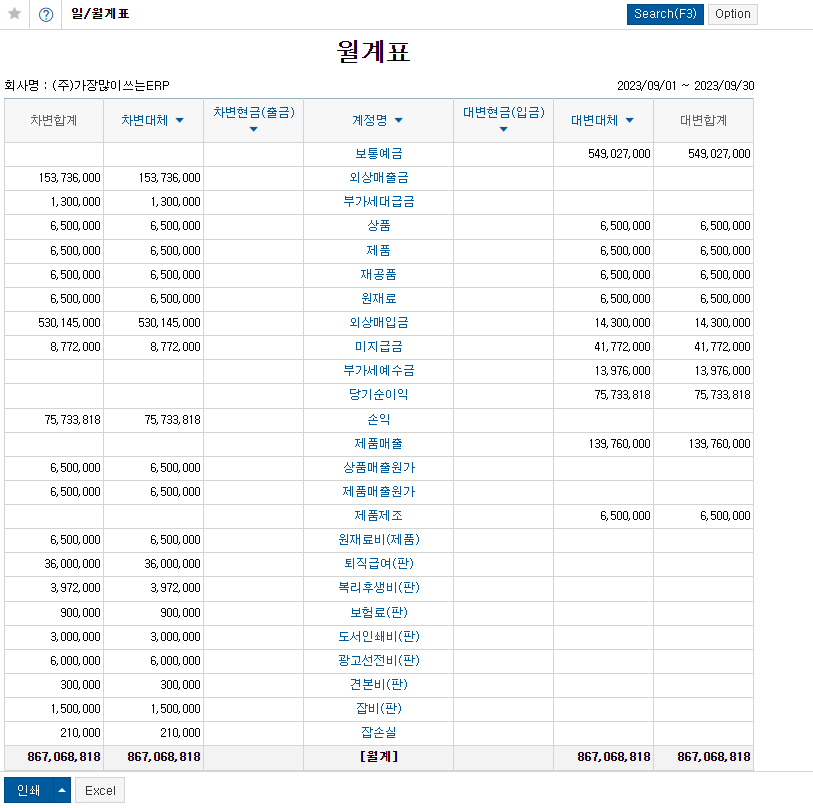 일/월계표 Search(F3) Option
월계표
회사명 : (주)가장많이쓰는ERP 2023/09/01 ~ 2023/09/30
차변합계 차변대체 ▼ 차변현금(출금) ▼ 계정명 ▼ 대변현금(입금) ▼ 대변대체 ▼ 대변합계
보통예금 549,027,000 549,027,000
153,736,000 153,736,000 외상매출금
1,300,000 1,300,000 부가세대급금
6,500,000 6,500,000 상품 6,500,000 6,500,000
6,500,000 6,500,000 제품 6,500,000 6,500,000
6,500,000 6,500,000 재공품 6,500,000 6,500,000
6,500,000 6,500,000 원재료 6,500,000 6,500,000
530,145,000 530,145,000 외상매입금 14,300,000 14,300,000
8,772,000 8,772,000 미지급금 41,772,000 41,772,000
부가세예수금 13,976,000 13,976,000
당기순이익 75,733,818 75,733,818
75,733,818 75,733,818 손익
제품매출 139,760,000 139,760,000
6,500,000 6,500,000 상품매출원가
6,500,000 6,500,000 제품매출원가
제품제조 6,500,000 6,500,000
6,500,000 6,500,000 원재료비(제품)
36,000,000 36,000,000 퇴직급여(판)
3,972,000 3,972,000 복리후생비(판)
900,000 900,000 보험료(판)
3,000,000 3,000,000 도서인쇄비(판)
6,000,000 6,000,000 광고선전비(판)
300,000 300,000 견본비(판)
1,500,000 1,500,000 잡비(판)
210,000 210,000 잡손실
867,068,818 867,068,818 [월계] 867,068,818 867,068,818
인쇄 Excel